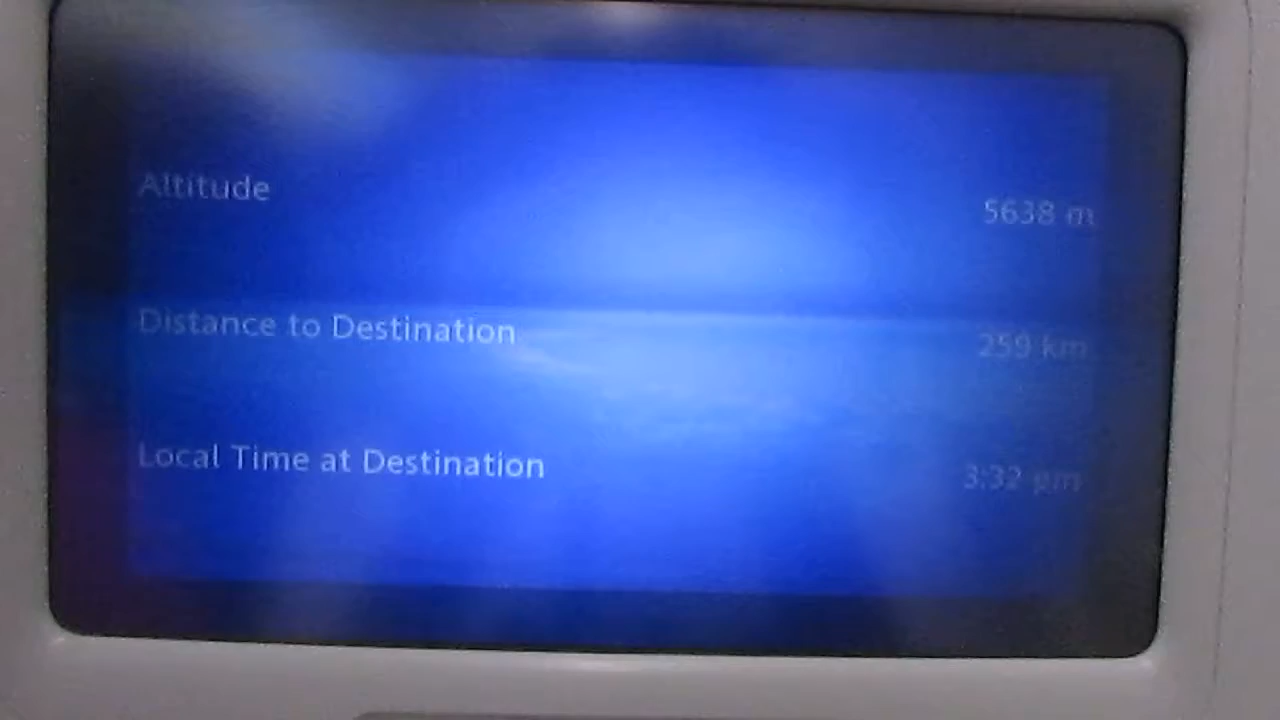 Altitude 5638 m
Distance to Destination 259 km
Local Time at Destination 3:32 pm